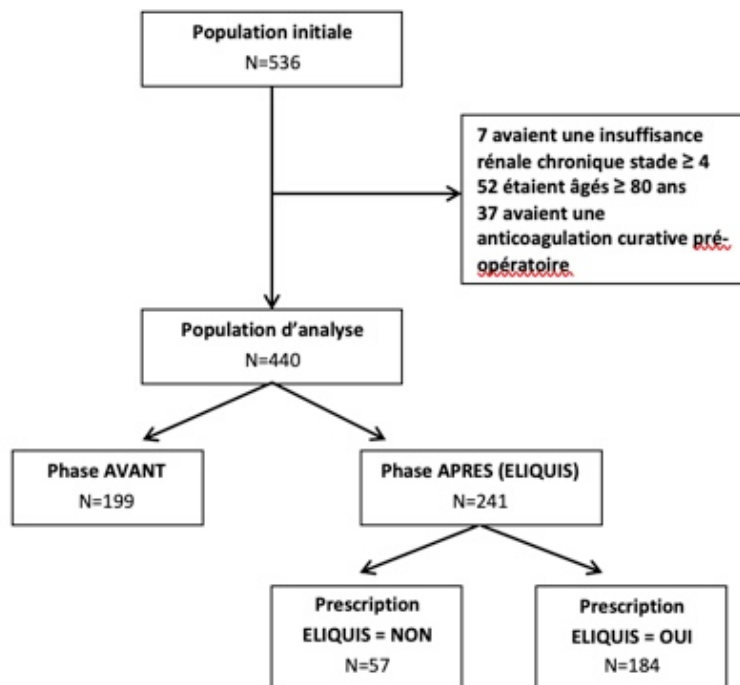 Population initiale
N=536
7 avaient une insuffisance
rénale chronique stade ≥ 4
52 étaient âgés ≥ 80 ans
37 avaient une
anticoagulation curative pré-
opératoire
Population d'analyse
N=440
Phase AVANT
N=199
Phase APRES (ELIQUIS)
N=241
Prescription
ELIQUIS = NON
N=57
Prescription
ELIQUIS = OUI
N=184